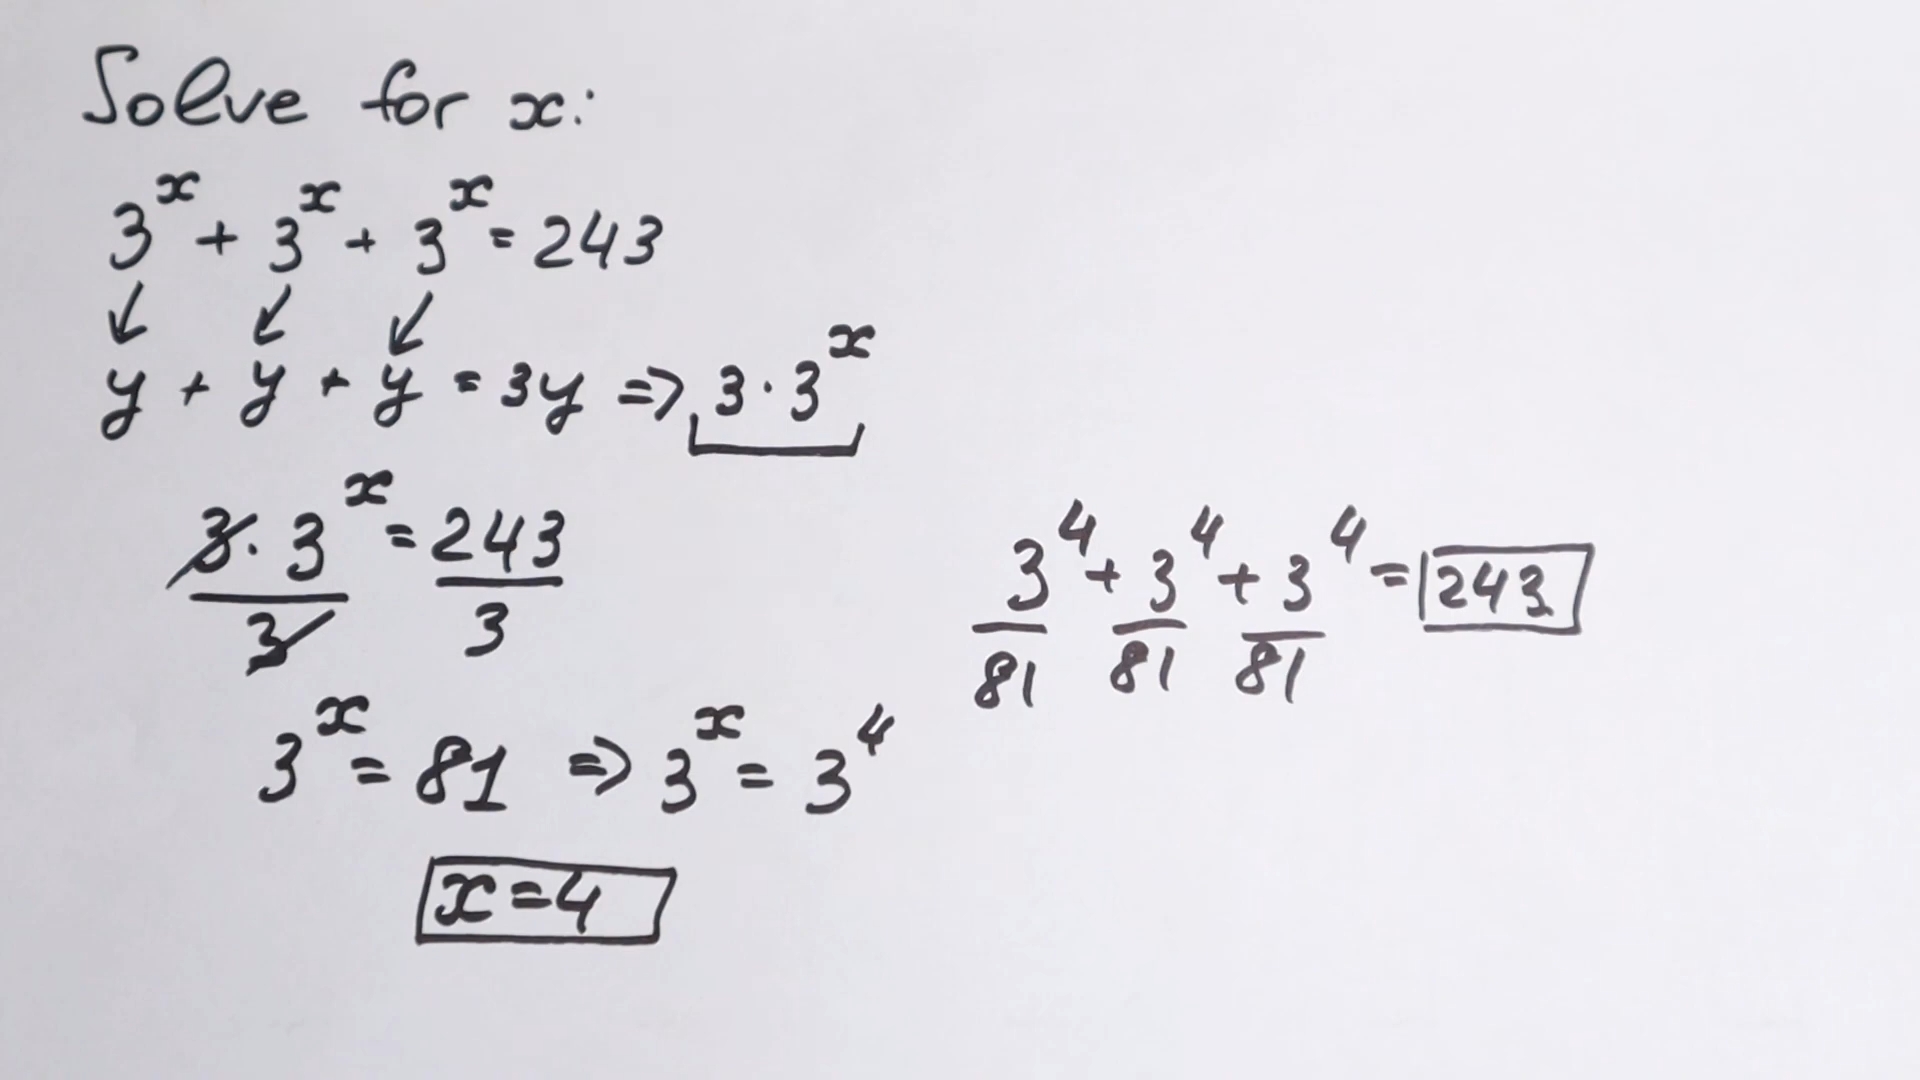 Solve for x:
3^x + 3^x + 3^x = 243
↙ ↙ ↙
y + y + y = 3y => 3 · 3^x
3 · 3^x = 243
3 3
3^x = 81 => 3^x = 3^4
x = 4
3^4 + 3^4 + 3^4 = 243
81 81 81